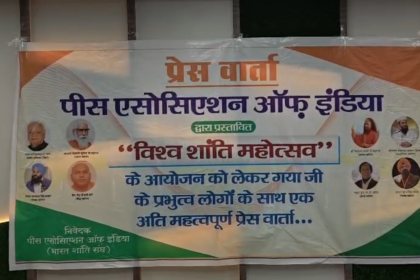 प्रेस वार्ता
पीस एसोसिएशन ऑफ़ इंडिया
द्वारा प्रस्तावित
“विश्व शांति महोत्सव”
के आयोजन को लेकर गया जी
के प्रभुत्व लोगों के साथ एक
अति महत्वपूर्ण प्रेस वार्ता...
निवेदक
पीस एसोसिएशन ऑफ इंडिया
(भारत शांति संघ)